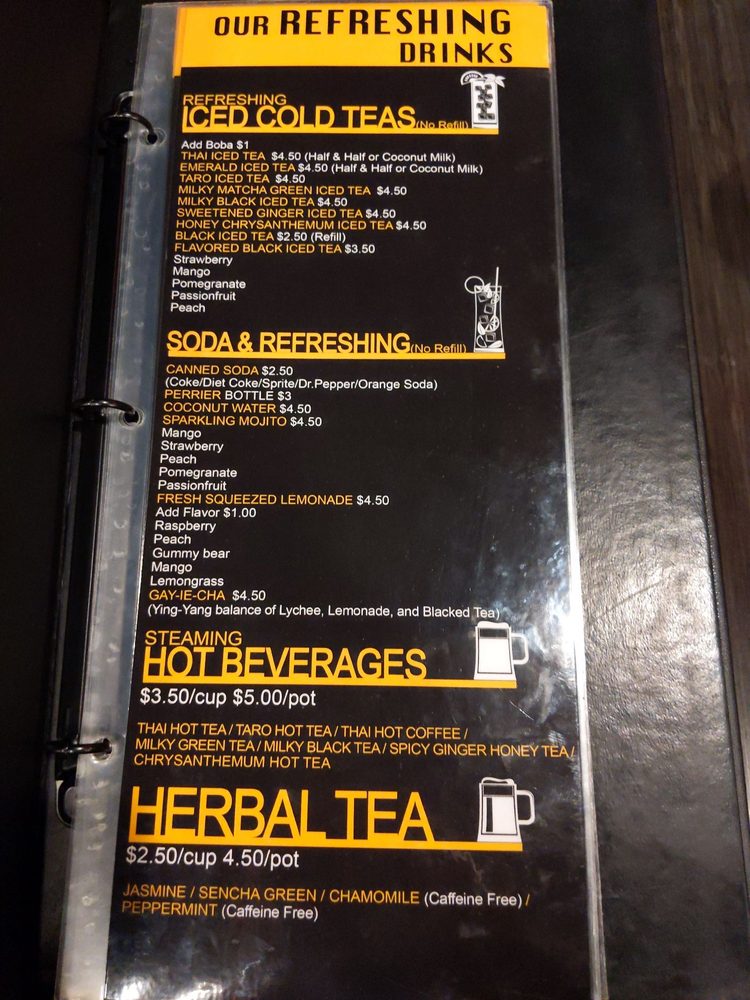 OUR REFRESHING
DRINKS
REFRESHING
ICED COLD TEAS (No Refill)
Add Boba $1
THAI ICED TEA $4.50 (Half & Half or Coconut Milk)
EMERALD ICED TEA $4.50 (Half & Half or Coconut Milk)
TARO ICED TEA $4.50
MILKY MATCHA GREEN ICED TEA $4.50
MILKY BLACK ICED TEA $4.50
SWEETENED GINGER ICED TEA $4.50
HONEY CHRYSANTHEMUM ICED TEA $4.50
BLACK ICED TEA $2.50 (Refill)
FLAVORED BLACK ICED TEA $3.50
Strawberry
Mango
Pomegranate
Passionfruit
Peach
SODA & REFRESHING (No Refill)
CANNED SODA $2.50
(Coke/Diet Coke/Sprite/Dr.Pepper/Orange Soda)
PERRIER BOTTLE $3
COCONUT WATER $4.50
SPARKLING MOJITO $4.50
Mango
Strawberry
Peach
Pomegranate
Passionfruit
FRESH SQUEEZED LEMONADE $4.50
Add Flavor $1.00
Raspberry
Peach
Gummy bear
Mango
Lemongrass
GAY-IE-CHA $4.50
(Ying-Yang balance of Lychee, Lemonade, and Blacked Tea)
STEAMING
HOT BEVERAGES
$3.50/cup $5.00/pot
THAI HOT TEA / TARO HOT TEA / THAI HOT COFFEE /
MILKY GREEN TEA / MILKY BLACK TEA / SPICY GINGER HONEY TEA /
CHRYSANTHEMUM HOT TEA
HERBAL TEA
$2.50/cup 4.50/pot
JASMINE / SENCHA GREEN / CHAMOMILE (Caffeine Free) /
PEPPERMINT (Caffeine Free)